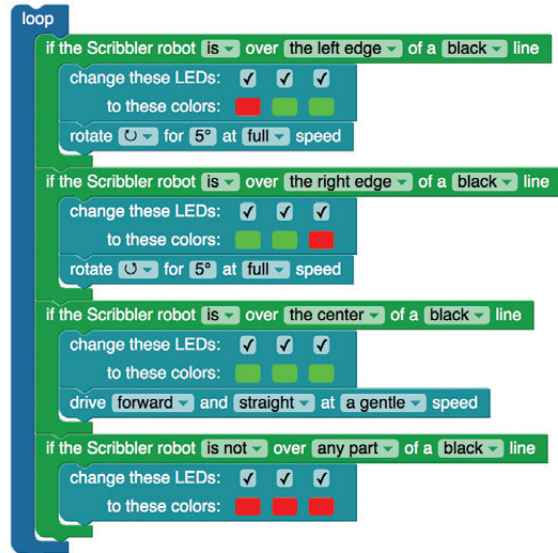 loop
if the Scribbler robot is over the left edge of a black line
change these LEDs: ✓ ✓ ✓
to these colors:
rotate ↻ for 5° at full speed
if the Scribbler robot is over the right edge of a black line
change these LEDs: ✓ ✓ ✓
to these colors:
rotate ↺ for 5° at full speed
if the Scribbler robot is over the center of a black line
change these LEDs: ✓ ✓ ✓
to these colors:
drive forward and straight at a gentle speed
if the Scribbler robot is not over any part of a black line
change these LEDs: ✓ ✓ ✓
to these colors: